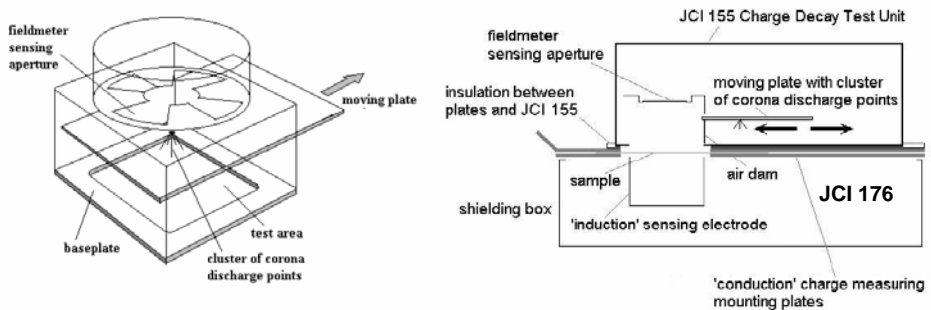 fieldmeter
sensing
aperture
moving plate
baseplate
test area
cluster of corona
discharge points
JCI 155 Charge Decay Test Unit
fieldmeter
sensing aperture
moving plate with cluster
of corona discharge points
insulation between
plates and JCI 155
sample
air dam
JCI 176
shielding box
'induction' sensing electrode
'conduction' charge measuring
mounting plates